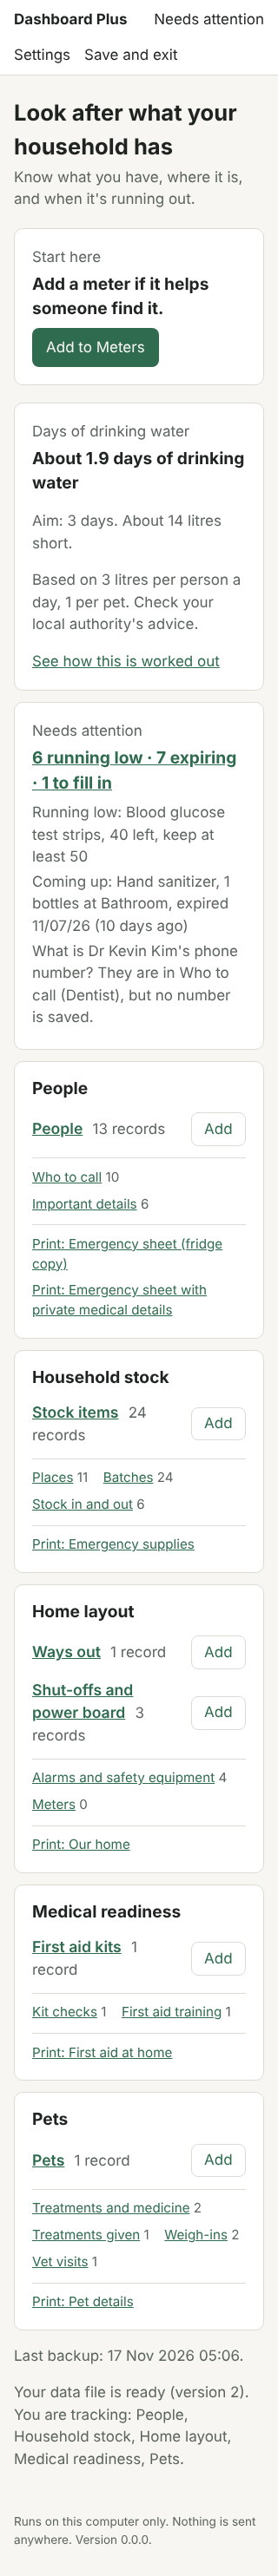 Dashboard Plus Needs attention
Settings Save and exit
Look after what your
household has
Know what you have, where it is,
and when it's running out.
Start here
Add a meter if it helps
someone find it.
Add to Meters
Days of drinking water
About 1.9 days of drinking
water
Aim: 3 days. About 14 litres
short.
Based on 3 litres per person a
day, 1 per pet. Check your
local authority's advice.
See how this is worked out
Needs attention
6 running low · 7 expiring
· 1 to fill in
Running low: Blood glucose
test strips, 40 left, keep at
least 50
Coming up: Hand sanitizer, 1
bottles at Bathroom, expired
11/07/26 (10 days ago)
What is Dr Kevin Kim's phone
number? They are in Who to
call (Dentist), but no number
is saved.
People
People 13 records Add
Who to call 10
Important details 6
Print: Emergency sheet (fridge
copy)
Print: Emergency sheet with
private medical details
Household stock
Stock items 24
records
Add
Places 11 Batches 24
Stock in and out 6
Print: Emergency supplies
Home layout
Ways out 1 record Add
Shut-offs and
power board 3
records
Add
Alarms and safety equipment 4
Meters 0
Print: Our home
Medical readiness
First aid kits 1
record
Add
Kit checks 1 First aid training 1
Print: First aid at home
Pets
Pets 1 record Add
Treatments and medicine 2
Treatments given 1 Weigh-ins 2
Vet visits 1
Print: Pet details
Last backup: 17 Nov 2026 05:06.
Your data file is ready (version 2).
You are tracking: People,
Household stock, Home layout,
Medical readiness, Pets.
Runs on this computer only. Nothing is sent
anywhere. Version 0.0.0.